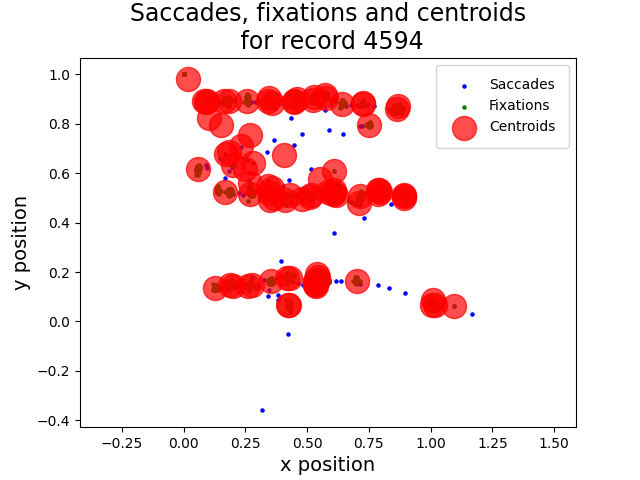 Saccades, fixations and centroids
for record 4594
Saccades
Fixations
Centroids
1.0
0.8
0.6
0.4
0.2
0.0
−0.2
−0.4
y position
−0.25
0.00
0.25
0.50
0.75
1.00
1.25
1.50
x position